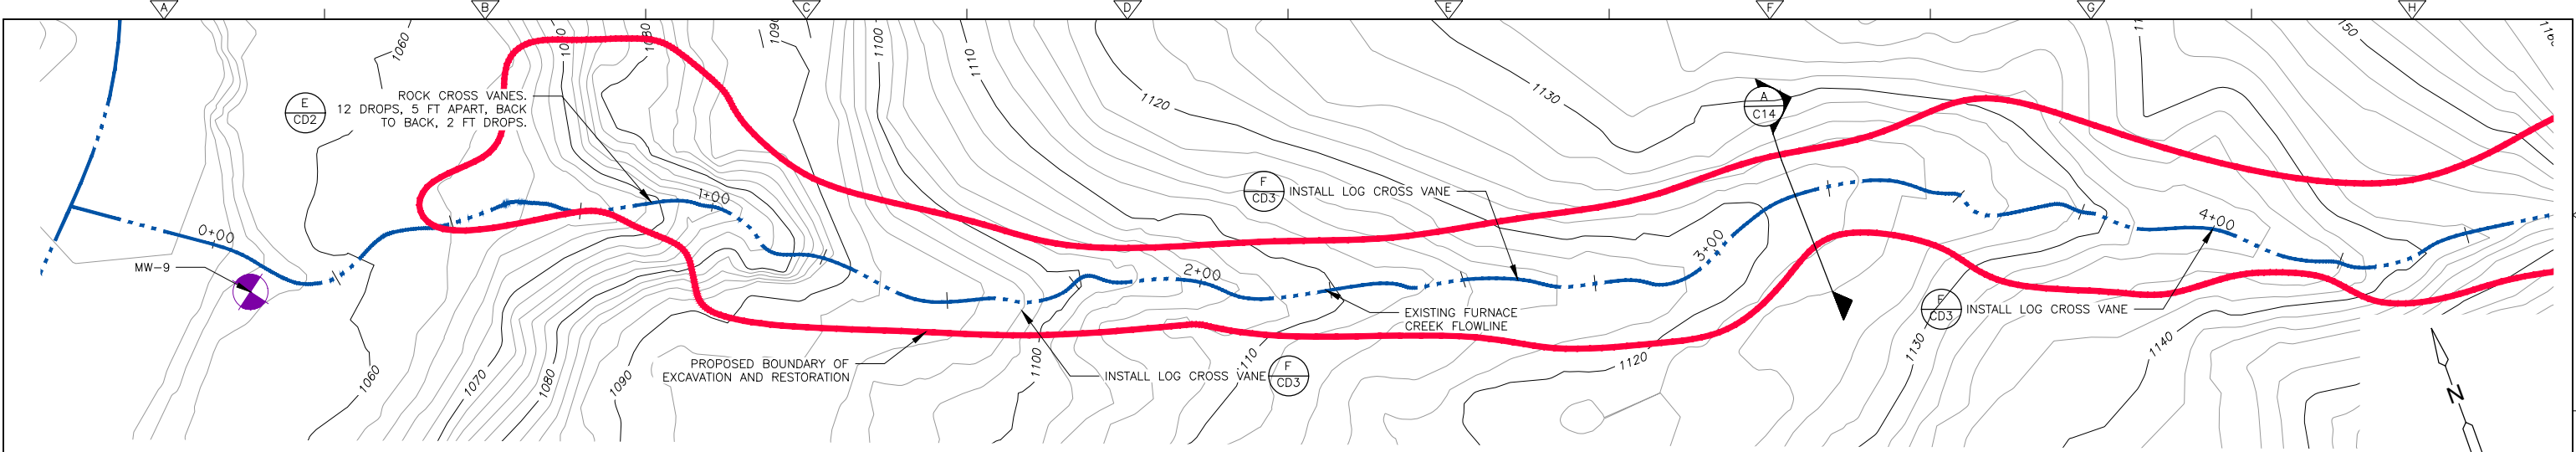 A
B
C
D
E
F
G
H
1060
1080
1090
1100
1110
1120
1130
1150
E
CD2
ROCK CROSS VANES.
12 DROPS, 5 FT APART, BACK
TO BACK, 2 FT DROPS.
A
C14
F
CD3
INSTALL LOG CROSS VANE
0+00
1+00
2+00
3+00
4+00
MW-9
EXISTING FURNACE
CREEK FLOWLINE
F
CD3
INSTALL LOG CROSS VANE
PROPOSED BOUNDARY OF
EXCAVATION AND RESTORATION
INSTALL LOG CROSS VANE
F
CD3
1060
1070
1080
1090
1100
1110
1120
1130
1140
N